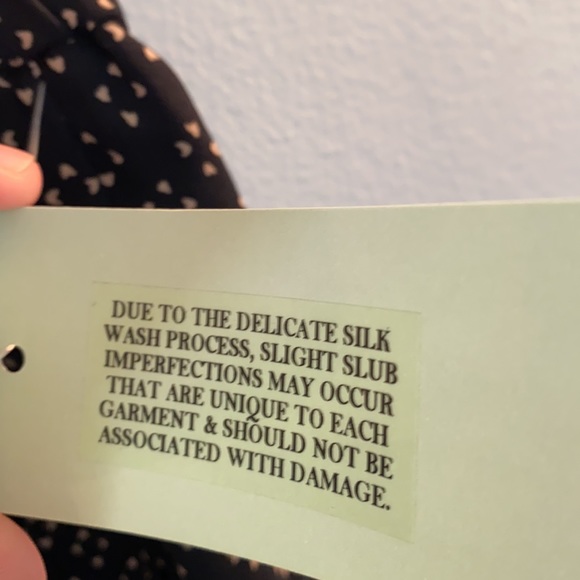 DUE TO THE DELICATE SILK
WASH PROCESS, SLIGHT SLUB
IMPERFECTIONS MAY OCCUR
THAT ARE UNIQUE TO EACH
GARMENT & SHOULD NOT BE
ASSOCIATED WITH DAMAGE.